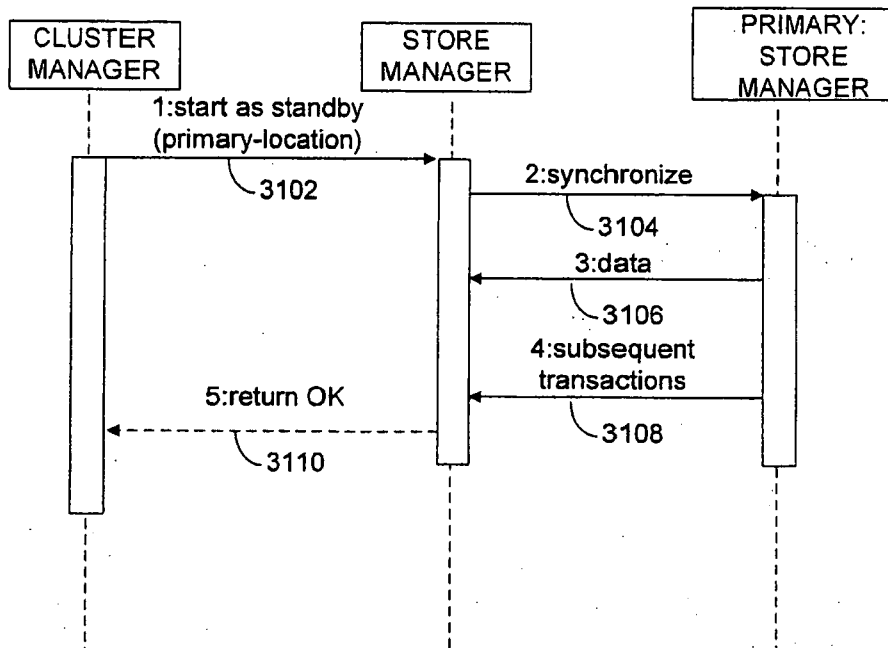 CLUSTER
MANAGER
STORE
MANAGER
PRIMARY:
STORE
MANAGER
1:start as standby
(primary-location)
3102
2:synchronize
3104
3:data
3106
4:subsequent
transactions
3108
5:return OK
3110